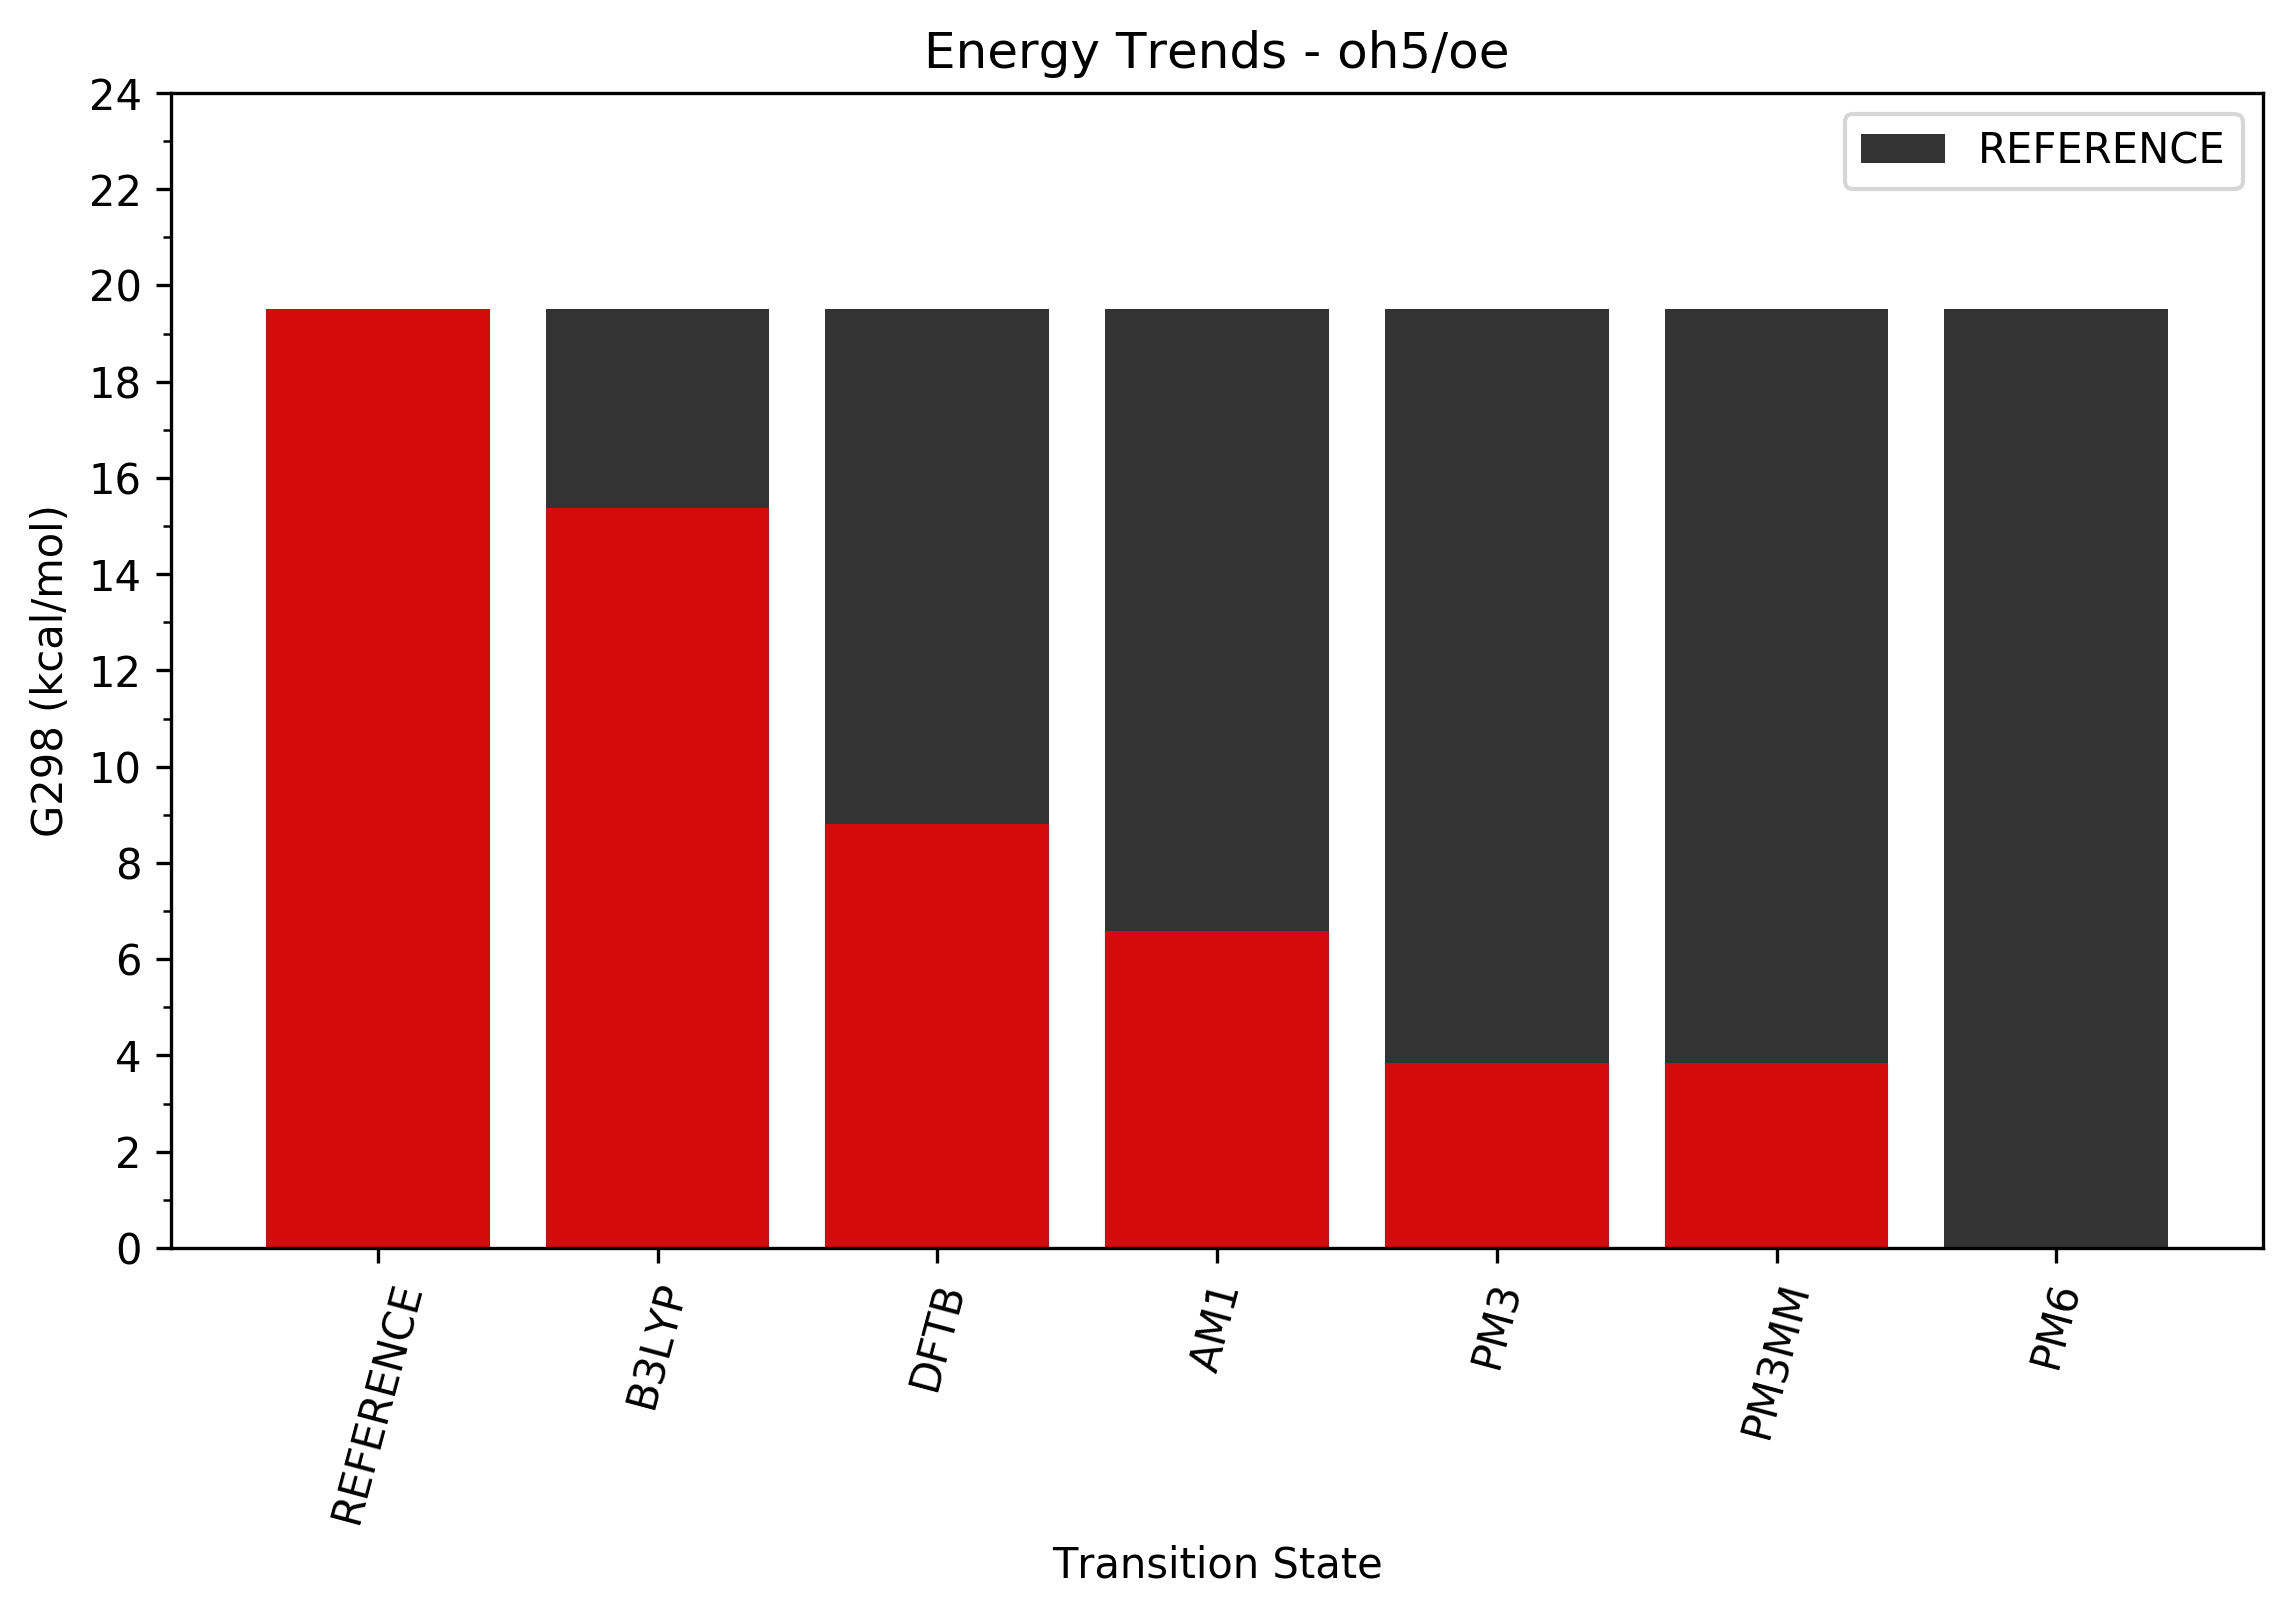 Energy Trends - oh5/oe
REFERENCE
G298 (kcal/mol)
24
22
20
18
16
14
12
10
8
6
4
2
0
REFERENCE
B3LYP
DFTB
AM1
PM3
PM3MM
PM6
Transition State